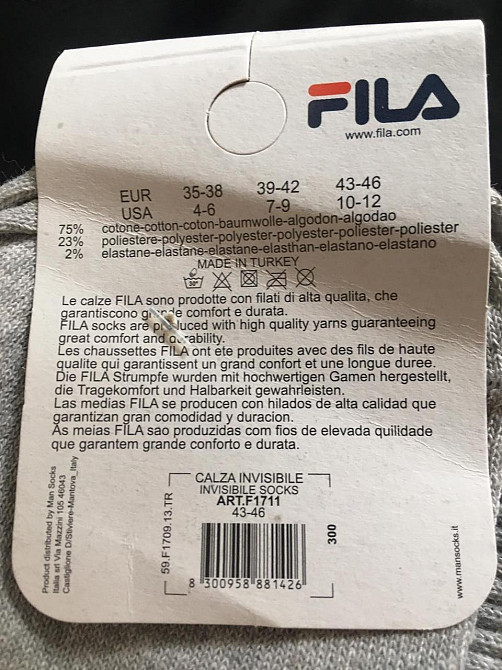 FILA
www.fila.com
EUR 35-38 39-42 43-46
USA 4-6 7-9 10-12
75% cotone-cotton-coton-baumwolle-algodon-algodao
23% poliestere-polyester-polyester-polyester-poliester-poliester
2% elastane-elastane-elastane-elasthan-elastano-elastano
MADE IN TURKEY
30°
Le calze FILA sono prodotte con filati di alta qualita, che
garantiscono comfort e durata.
FILA socks are with high quality yarns guaranteeing
great comfort and
Les chaussettes FILA ont ete produites avec des fils de haute
qualite qui garantissent un grand confort et une longue duree.
Die FILA Strumpfe wurden mit hochwertigen Gamen hergestellt,
die Tragekomfort und Halbarkeit gewahrleisten.
Las medias FILA se producen con hilados de alta calidad que
garantizan gran comodidad y duracion.
As meias FILA sao produzidas com fios de elevada quilidade
que garantem grande conforto e durata.
Product distributed by Man Socks
Italia srl Via Mazzini 105 46043
Castiglione D/Stiviere-Mantova_Italy
59.F1709.13.TR
CALZA INVISIBILE
INVISIBILE SOCKS
ART.F1711
43-46
8 300958 881426
300
www.mansocks.it